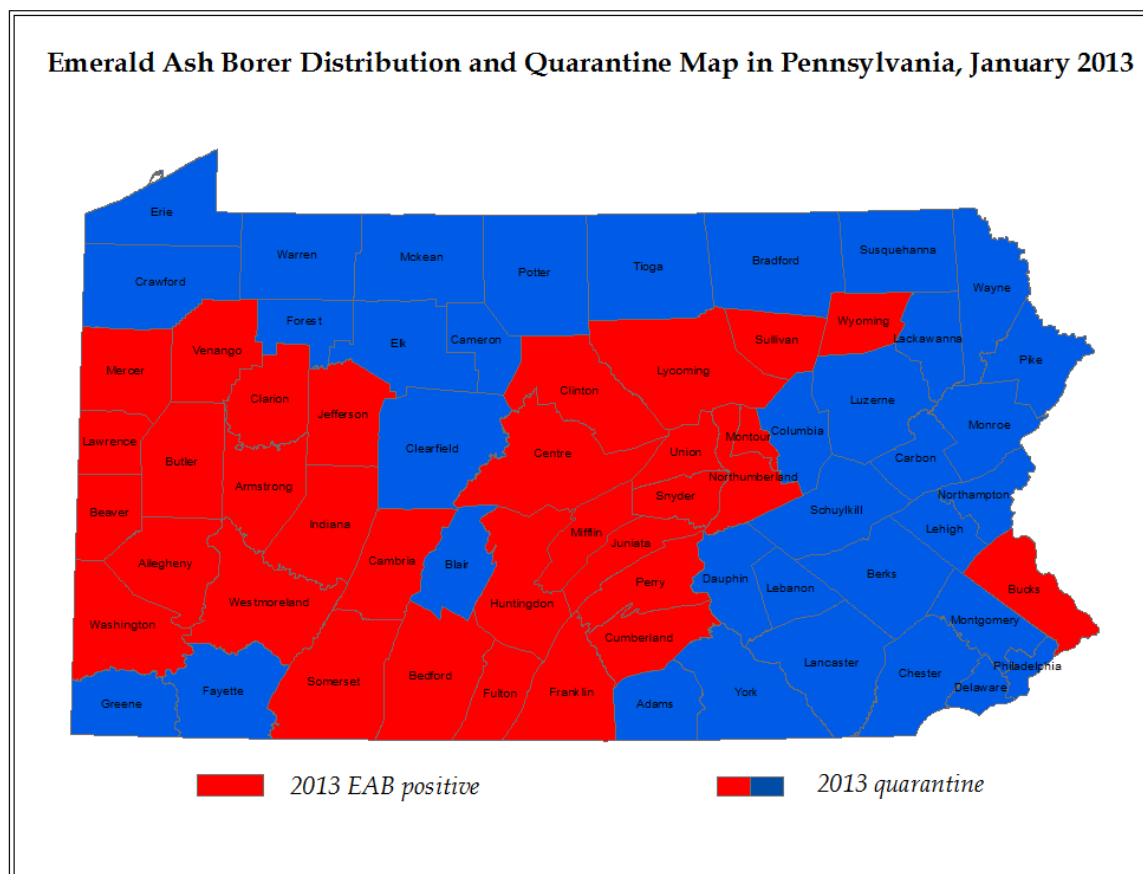 Emerald Ash Borer Distribution and Quarantine Map in Pennsylvania, January 2013
Erie
Warren
Mckean
Potter
Tioga
Bradford
Susquehanna
Wayne
Crawford
Forest
Elk
Cameron
Venango
Mercer
Clarion
Jefferson
Clinton
Lycoming
Sullivan
Wyoming
Lackawanna
Pike
Luzerne
Monroe
Lawrence
Butler
Clearfield
Centre
Union
Montour
Columbia
Carbon
Northumberland
Snyder
Armstrong
Beaver
Indiana
Schuylkill
Northampton
Lehigh
Allegheny
Cambria
Blair
Mifflin
Juniata
Perry
Dauphin
Lebanon
Berks
Bucks
Westmoreland
Washington
Huntingdon
Cumberland
Montgomery
Philadelphia
Lancaster
Chester
Delaware
Greene
Fayette
Somerset
Bedford
Fulton
Franklin
Adams
York
2013 EAB positive
2013 quarantine